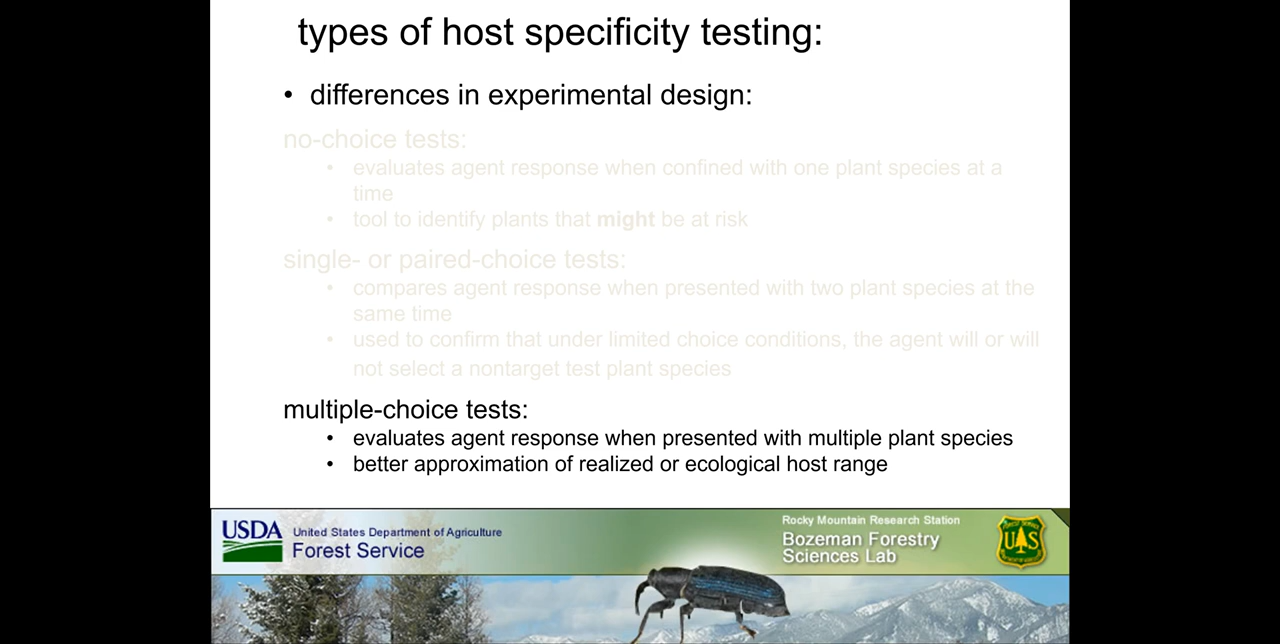 types of host specificity testing:
• differences in experimental design:
no-choice tests:
• evaluates agent response when confined with one plant species at a
time
• tool to identify plants that might be at risk
single- or paired-choice tests:
• compares agent response when presented with two plant species at the
same time
• used to confirm that under limited choice conditions, the agent will or will
not select a nontarget test plant species
multiple-choice tests:
• evaluates agent response when presented with multiple plant species
• better approximation of realized or ecological host range
USDA
United States Department of Agriculture
Forest Service
Rocky Mountain Research Station
Bozeman Forestry
Sciences Lab
UAS